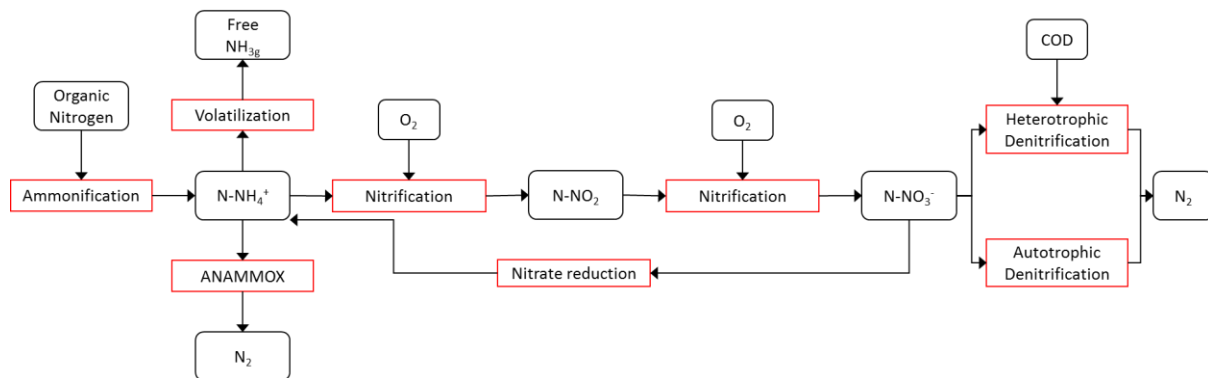 Free
NH₃g
COD
Organic
Nitrogen
Volatilization
O₂
O₂
Heterotrophic
Denitrification
Ammonification
N-NH₄⁺
Nitrification
N-NO₂
Nitrification
N-NO₃⁻
N₂
ANAMMOX
Nitrate reduction
Autotrophic
Denitrification
N₂